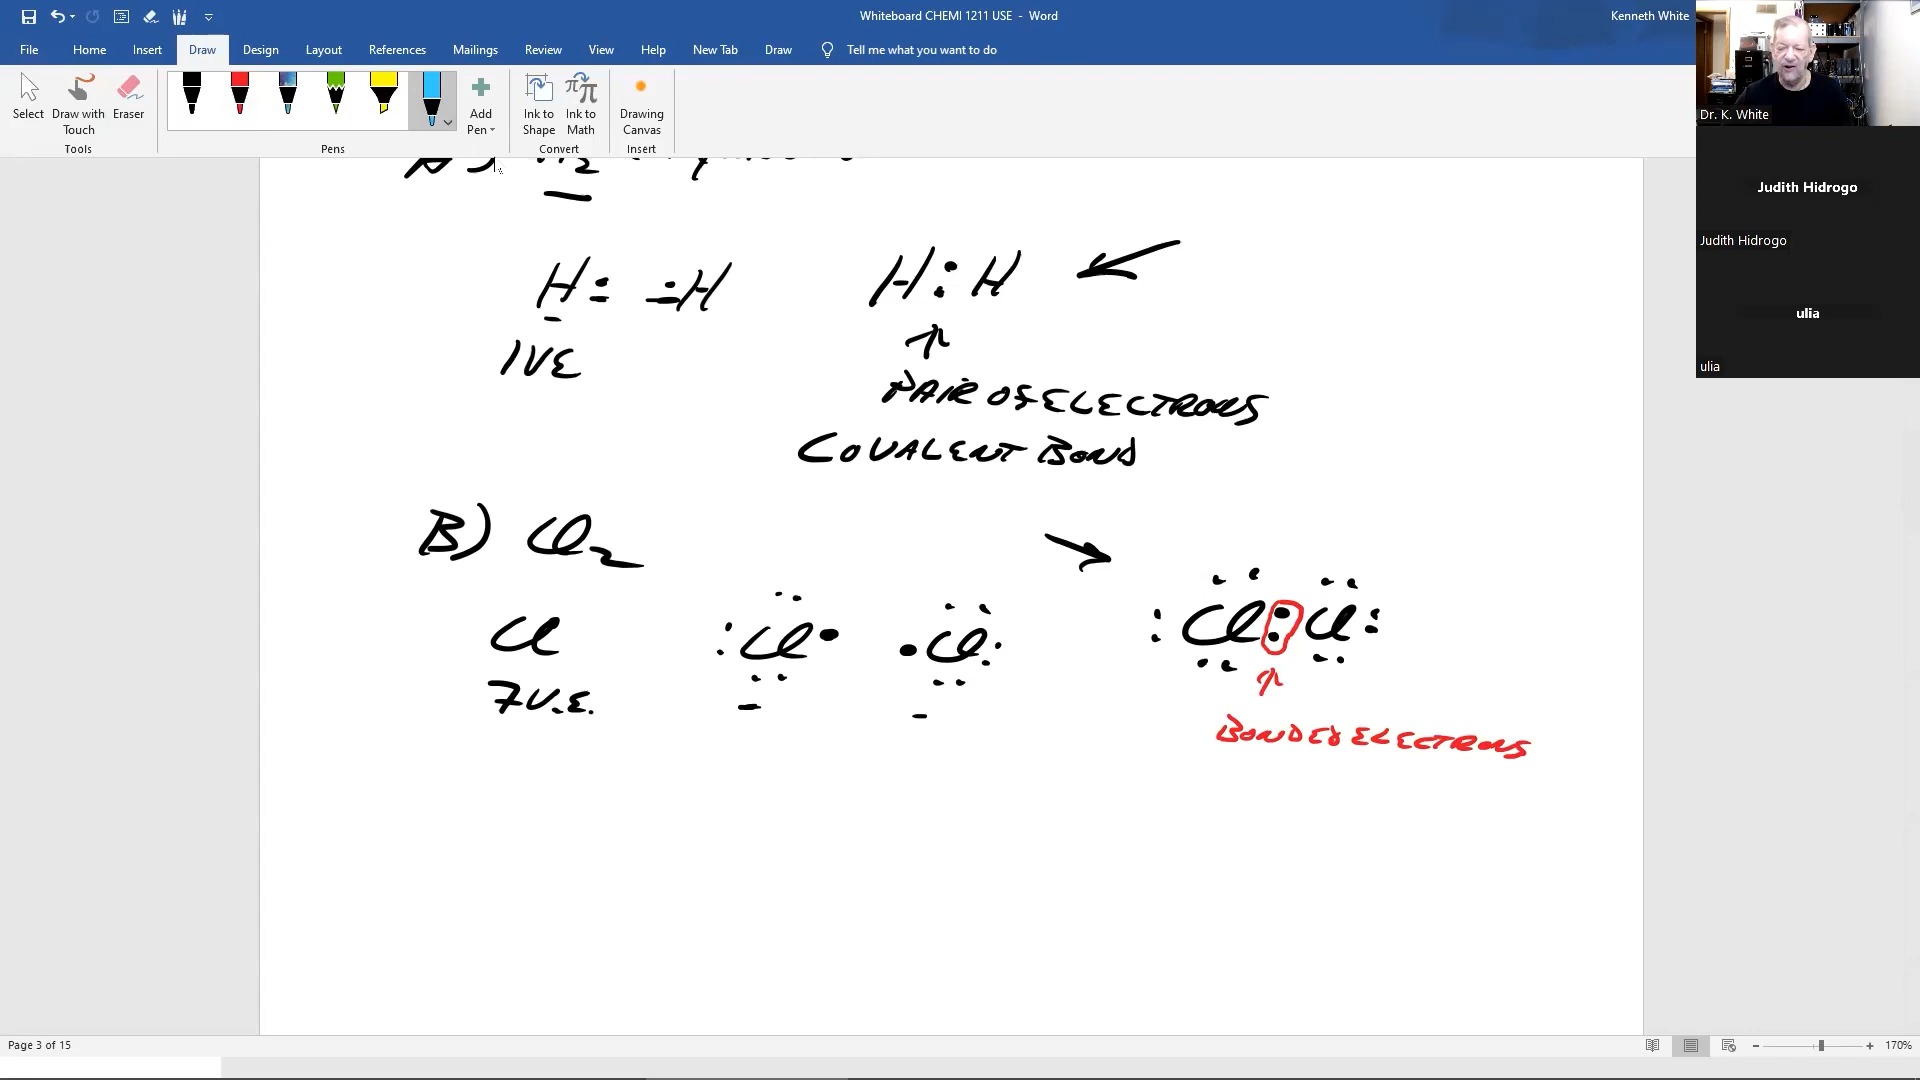 Whiteboard CHEMI 1211 USE - Word
Kenneth White
File Home Insert Draw Design Layout References Mailings Review View Help New Tab Draw Tell me what you want to do
Select Draw with Touch Eraser Add Pen Ink to Shape Ink to Math Drawing Canvas
Tools Pens Convert Insert
Dr. K. White
Judith Hidrogo
Judith Hidrogo
ulia
ulia
H· ·H H:H
1VE
PAIR OF ELECTRONS
COVALENT BOND
B) Cl2
Cl :Cl· ·Cl: :Cl:Cl:
7V.E.
BONDED ELECTRONS
Page 3 of 15
170%